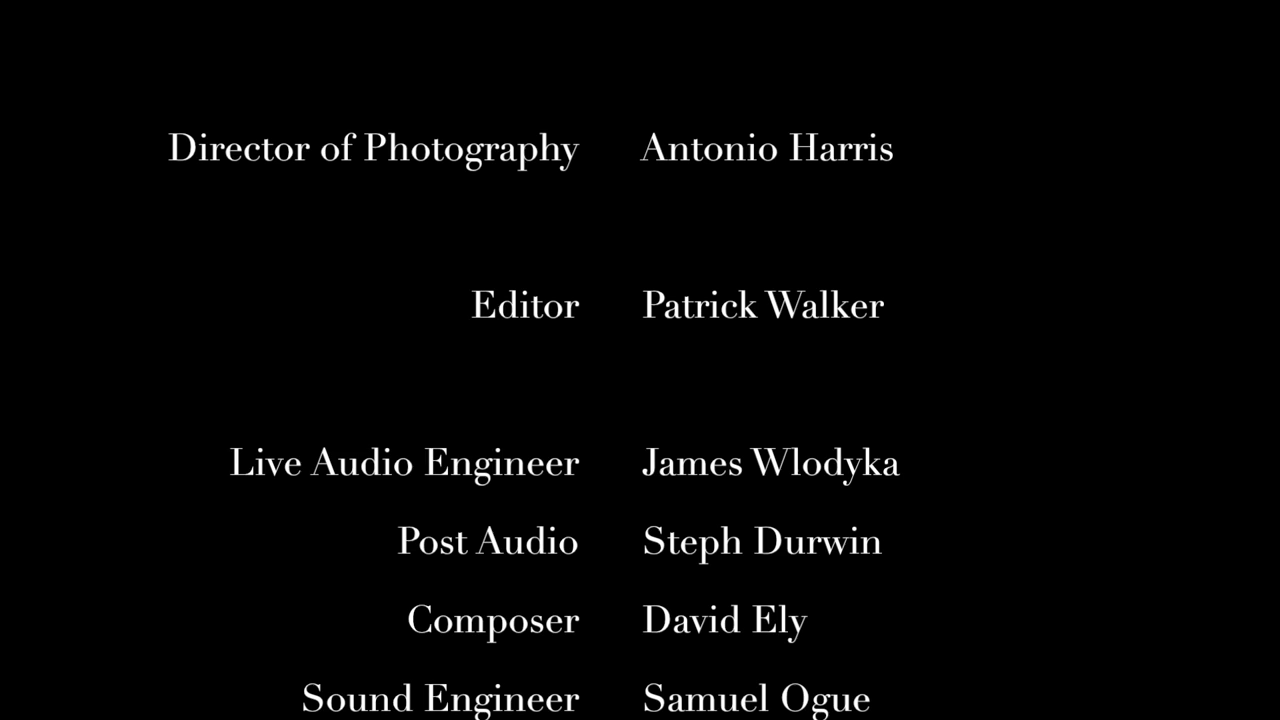 Director of Photography Antonio Harris
Editor Patrick Walker
Live Audio Engineer James Wlodyka
Post Audio Steph Durwin
Composer David Ely
Sound Engineer Samuel Ogue